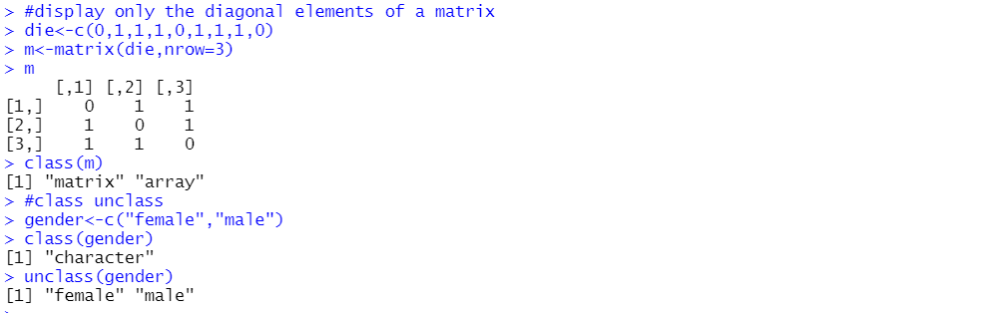 > #display only the diagonal elements of a matrix
> die<-c(0,1,1,1,0,1,1,1,0)
> m<-matrix(die,nrow=3)
> m
     [,1] [,2] [,3]
[1,]    0    1    1
[2,]    1    0    1
[3,]    1    1    0
> class(m)
[1] "matrix" "array"
> #class unclass
> gender<-c("female","male")
> class(gender)
[1] "character"
> unclass(gender)
[1] "female" "male"